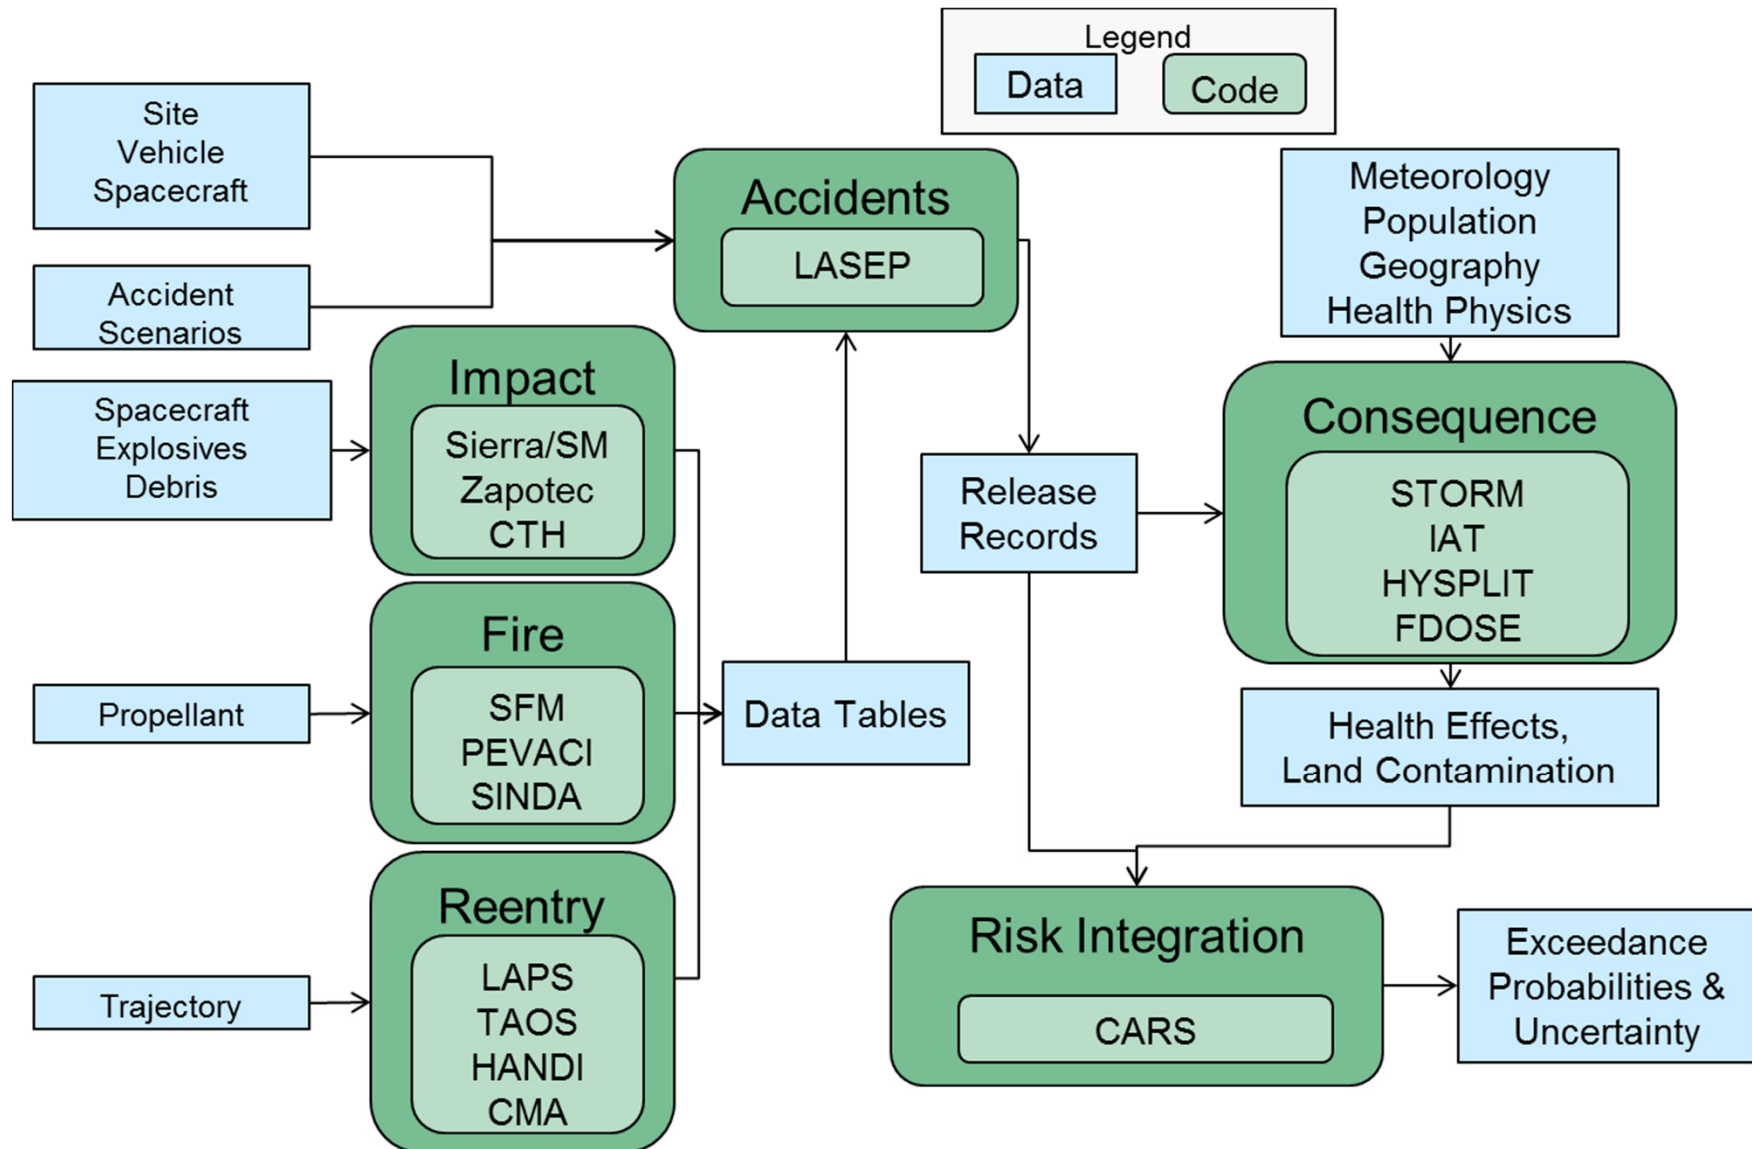 Legend
Data
Code
Site
Vehicle
Spacecraft
Accident
Scenarios
Spacecraft
Explosives
Debris
Propellant
Trajectory
Impact
Sierra/SM
Zapotec
CTH
Fire
SFM
PEVACI
SINDA
Reentry
LAPS
TAOS
HANDI
CMA
Data Tables
Accidents
LASEP
Release
Records
Meteorology
Population
Geography
Health Physics
Consequence
STORM
IAT
HYSPLIT
FDOSE
Health Effects,
Land Contamination
Risk Integration
CARS
Exceedance
Probabilities &
Uncertainty